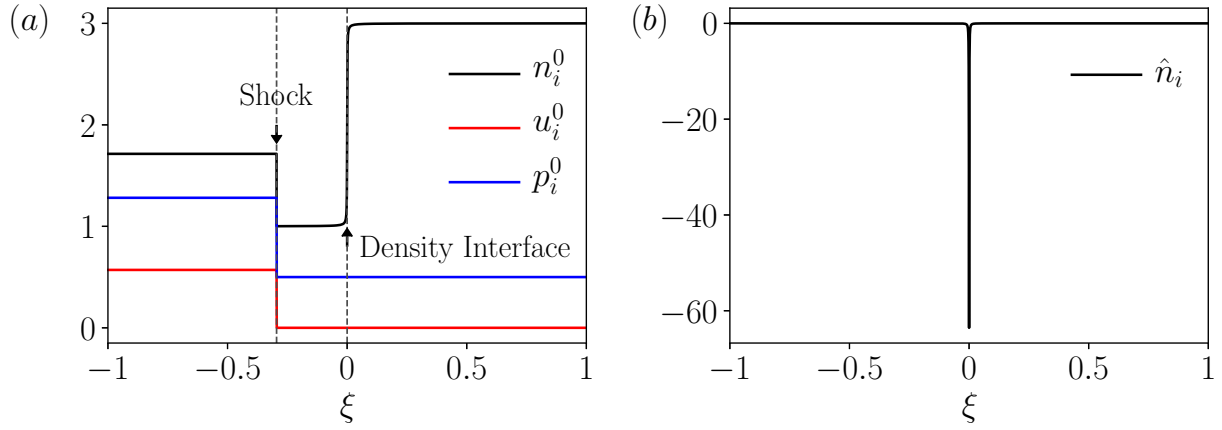 (a)
3
2
1
0
Shock
n_i^0
u_i^0
p_i^0
Density Interface
−1
−0.5
0
0.5
1
ξ
(b)
0
−20
−40
−60
n̂_i
−1
−0.5
0
0.5
1
ξ